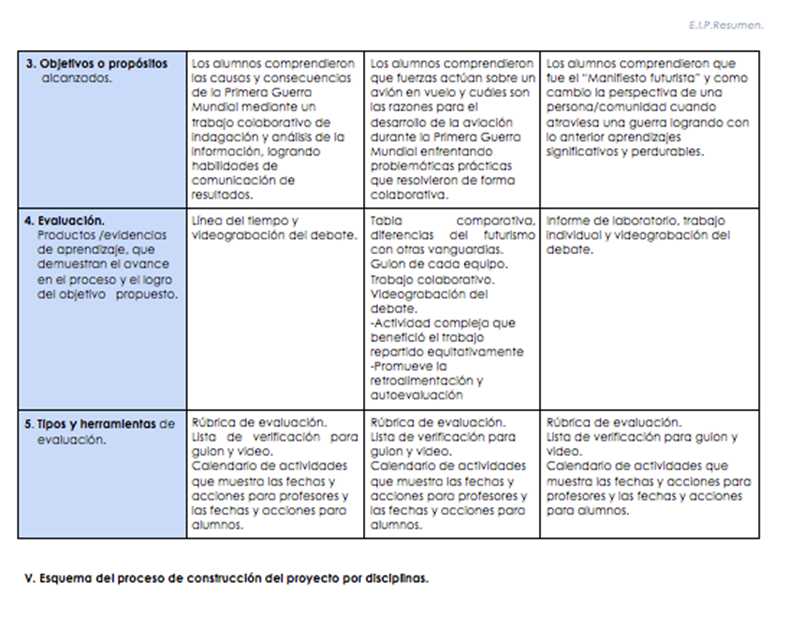 E.I.P.Resumen.
3. Objetivos o propósitos
alcanzados.
Los alumnos comprendieron
las causas y consecuencias
de la Primera Guerra
Mundial mediante un
trabajo colaborativo de
indagación y análisis de la
información, logrando
habilidades de
comunicación de
resultados.
Los alumnos comprendieron
que fuerzas actúan sobre un
avión en vuelo y cuáles son
las razones para el
desarrollo de la aviación
durante la Primera Guerra
Mundial enfrentando
problemáticas prácticas
que resolvieron de forma
colaborativa.
Los alumnos comprendieron que
fue el "Manifiesto futurista" y como
cambio la perspectiva de una
persona/comunidad cuando
atraviesa una guerra logrando con
lo anterior aprendizajes
significativos y perdurables.
4. Evaluación.
Productos /evidencias
de aprendizaje, que
demuestran el avance
en el proceso y el logro
del objetivo propuesto.
Línea del tiempo y
videograbación del debate.
Tabla comparativa,
diferencias del futurismo
con otras vanguardias.
Guion de cada equipo.
Trabajo colaborativo.
Videograbación del
debate.
-Actividad compleja que
benefició el trabajo
repartido equitativamente
-Promueve la
retroalimentación y
autoevaluación
Informe de laboratorio, trabajo
individual y videograbación del
debate.
5. Tipos y herramientas de
evaluación.
Rúbrica de evaluación.
Lista de verificación para
guion y video.
Calendario de actividades
que muestra las fechas y
acciones para profesores y
las fechas y acciones para
alumnos.
Rúbrica de evaluación.
Lista de verificación para
guion y video.
Calendario de actividades
que muestra las fechas y
acciones para profesores y
las fechas y acciones para
alumnos.
Rúbrica de evaluación.
Lista de verificación para guion y
video.
Calendario de actividades que
muestra las fechas y acciones para
profesores y las fechas y acciones
para alumnos.
V. Esquema del proceso de construcción del proyecto por disciplinas.